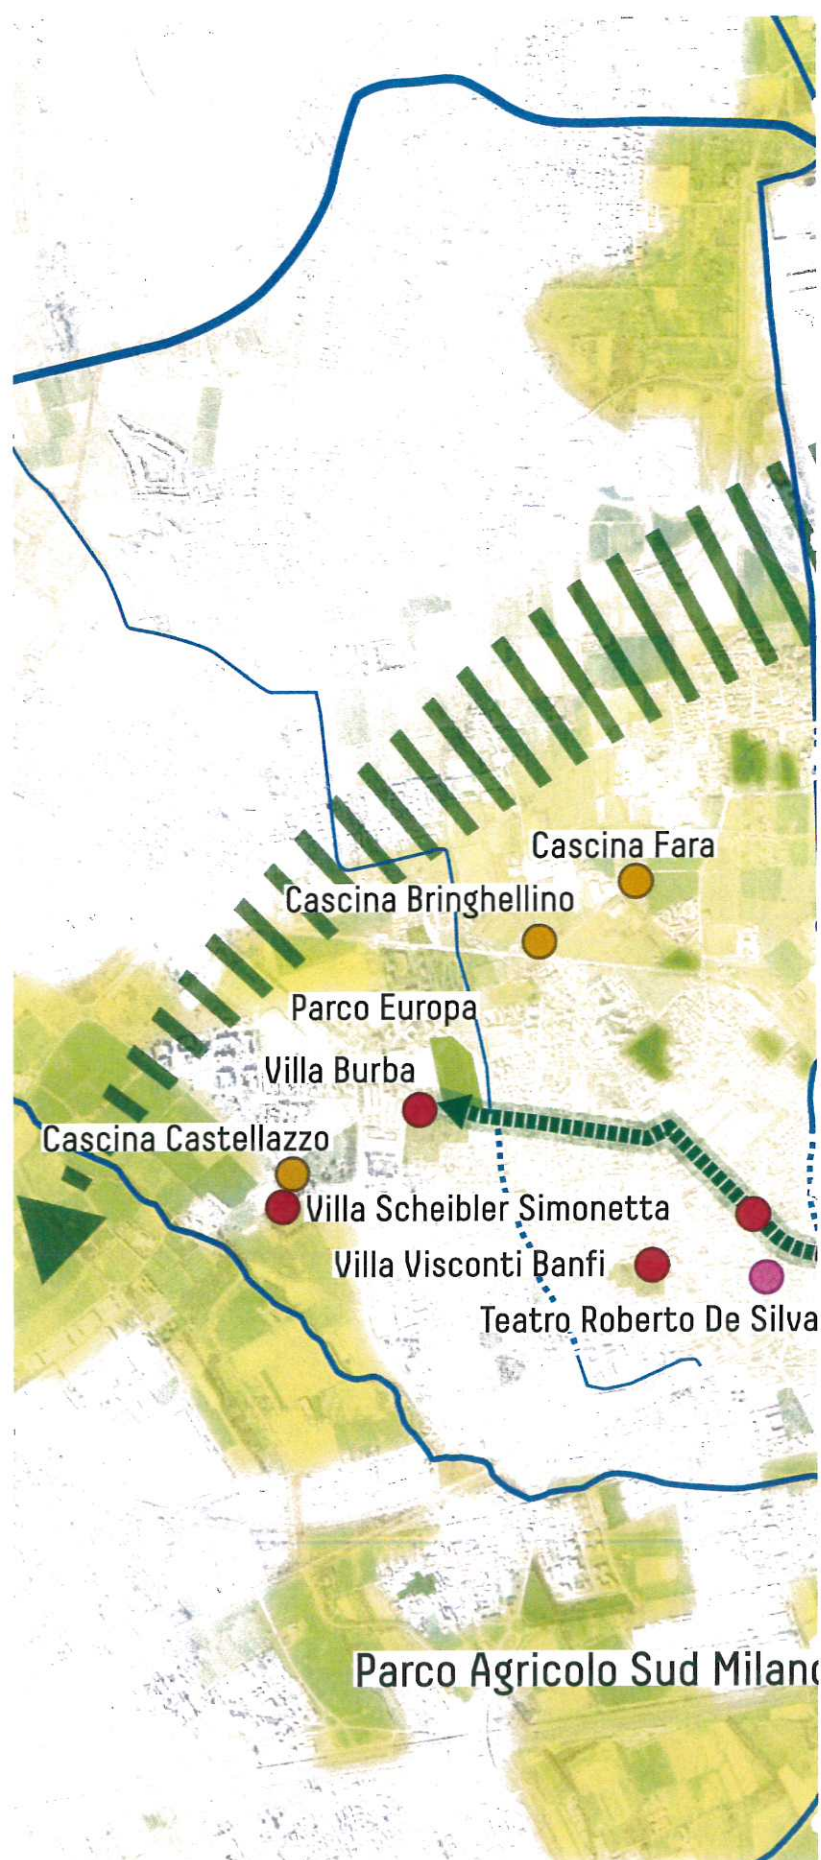 Cascina Fara
Cascina Bringhellino
Parco Europa
Villa Burba
Cascina Castellazzo
Villa Scheibler Simonetta
Villa Visconti Banfi
Teatro Roberto De Silva
Parco Agricolo Sud Milano